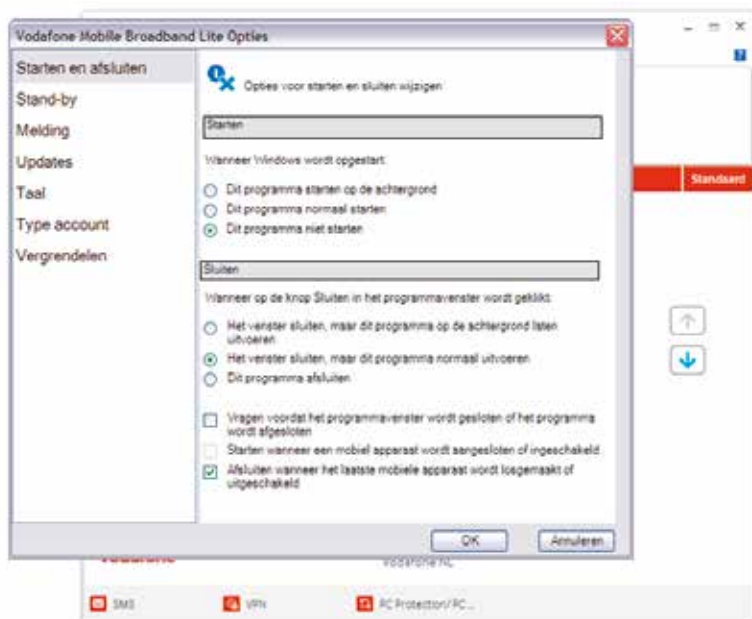 Vodafone Mobile Broadband Lite Opties
Starten en afsluiten
Stand-by
Melding
Updates
Taal
Type account
Vergrendelen
Opties voor starten en sluiten wijzigen
Starten
Wanneer Windows wordt opgestart:
Dit programma starten op de achtergrond
Dit programma normaal starten
Dit programma niet starten
Sluiten
Wanneer op de knop Sluiten in het programmavenster wordt geklikt:
Het venster sluiten, maar dit programma op de achtergrond laten
uitvoeren
Het venster sluiten, maar dit programma normaal uitvoeren
Dit programma afsluiten
Vragen voordat het programmavenster wordt gesloten of het programma
wordt afgesloten
Starten wanneer een mobiel apparaat wordt aangesloten of ingeschakeld
Afsluiten wanneer het laatste mobiele apparaat wordt losgemaakt of
uitgeschakeld
OK
Annuleren
Standaard
vodafone
Vodafone NL
SMS
VPN
PC Protection/PC...